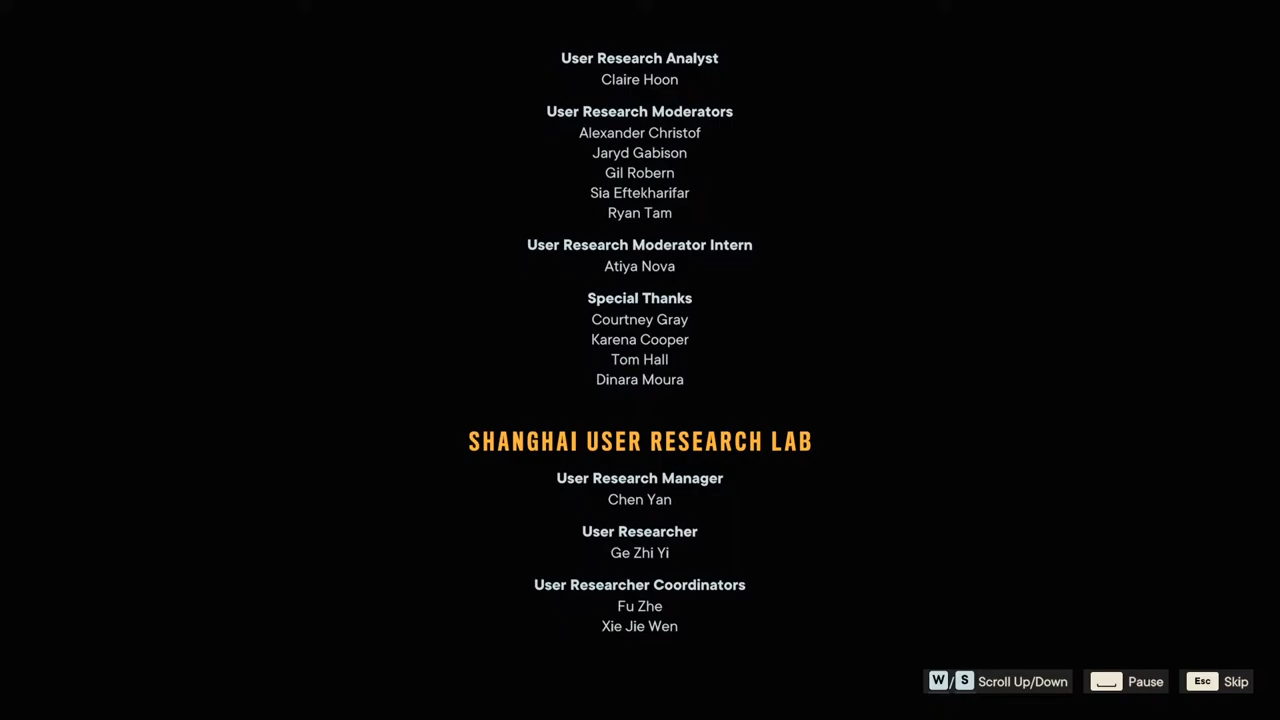 User Research Analyst
Claire Hoon
User Research Moderators
Alexander Christof
Jaryd Gabison
Gil Robern
Sia Eftekharifar
Ryan Tam
User Research Moderator Intern
Atiya Nova
Special Thanks
Courtney Gray
Karena Cooper
Tom Hall
Dinara Moura
SHANGHAI USER RESEARCH LAB
User Research Manager
Chen Yan
User Researcher
Ge Zhi Yi
User Researcher Coordinators
Fu Zhe
Xie Jie Wen
W/S Scroll Up/Down Pause Esc Skip